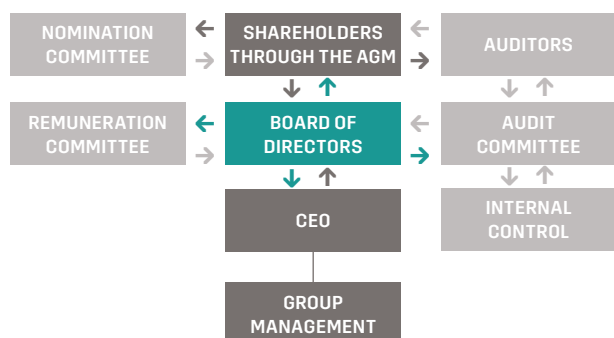 NOMINATION
COMMITTEE
SHAREHOLDERS
THROUGH THE AGM
AUDITORS
REMUNERATION
COMMITTEE
BOARD OF
DIRECTORS
AUDIT
COMMITTEE
CEO
INTERNAL
CONTROL
GROUP
MANAGEMENT